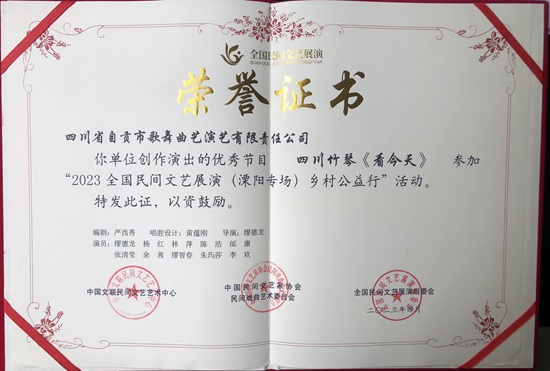 全国民间文艺展演
荣誉证书
四川省自贡市歌舞曲艺演艺有限责任公司
你单位创作演出的优秀节目 四川竹琴《看今天》 参加
“2023全国民间文艺展演(溧阳专场)乡村公益行”活动。
特发此证,以资鼓励。
编剧:严西秀 唱腔设计:黄蕴刚 导演:缪德龙
演员:缪德龙 杨红 林萍 陈浩 邰康
张清莹 余茜 缪智春 朱玙莎 李欢
中国文联民间文艺艺术中心
中国民间文艺家协会
民间戏曲艺术委员会
全国民间文艺展演组委会
二〇二三年四月